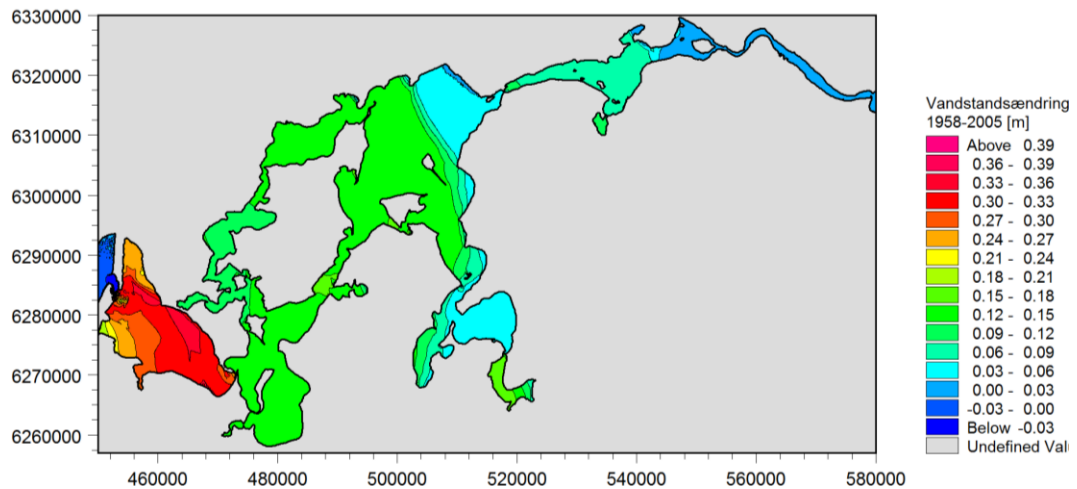 6330000
6320000
6310000
6300000
6290000
6280000
6270000
6260000
460000 480000 500000 520000 540000 560000 580000
Vandstandsændring
1958-2005 [m]
Above 0.39
0.36 - 0.39
0.33 - 0.36
0.30 - 0.33
0.27 - 0.30
0.24 - 0.27
0.21 - 0.24
0.18 - 0.21
0.15 - 0.18
0.12 - 0.15
0.09 - 0.12
0.06 - 0.09
0.03 - 0.06
0.00 - 0.03
-0.03 - 0.00
Below -0.03
Undefined Val